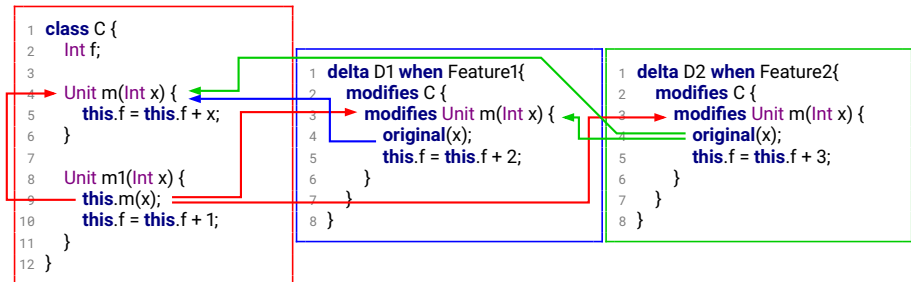 1 class C {
2 Int f;
3
4 Unit m(Int x) {
5 this.f = this.f + x;
6 }
7
8 Unit m1(Int x) {
9 this.m(x);
10 this.f = this.f + 1;
11 }
12 }
1 delta D1 when Feature1{
2 modifies C {
3 modifies Unit m(Int x) {
4 original(x);
5 this.f = this.f + 2;
6 }
7 }
8 }
1 delta D2 when Feature2{
2 modifies C {
3 modifies Unit m(Int x) {
4 original(x);
5 this.f = this.f + 3;
6 }
7 }
8 }